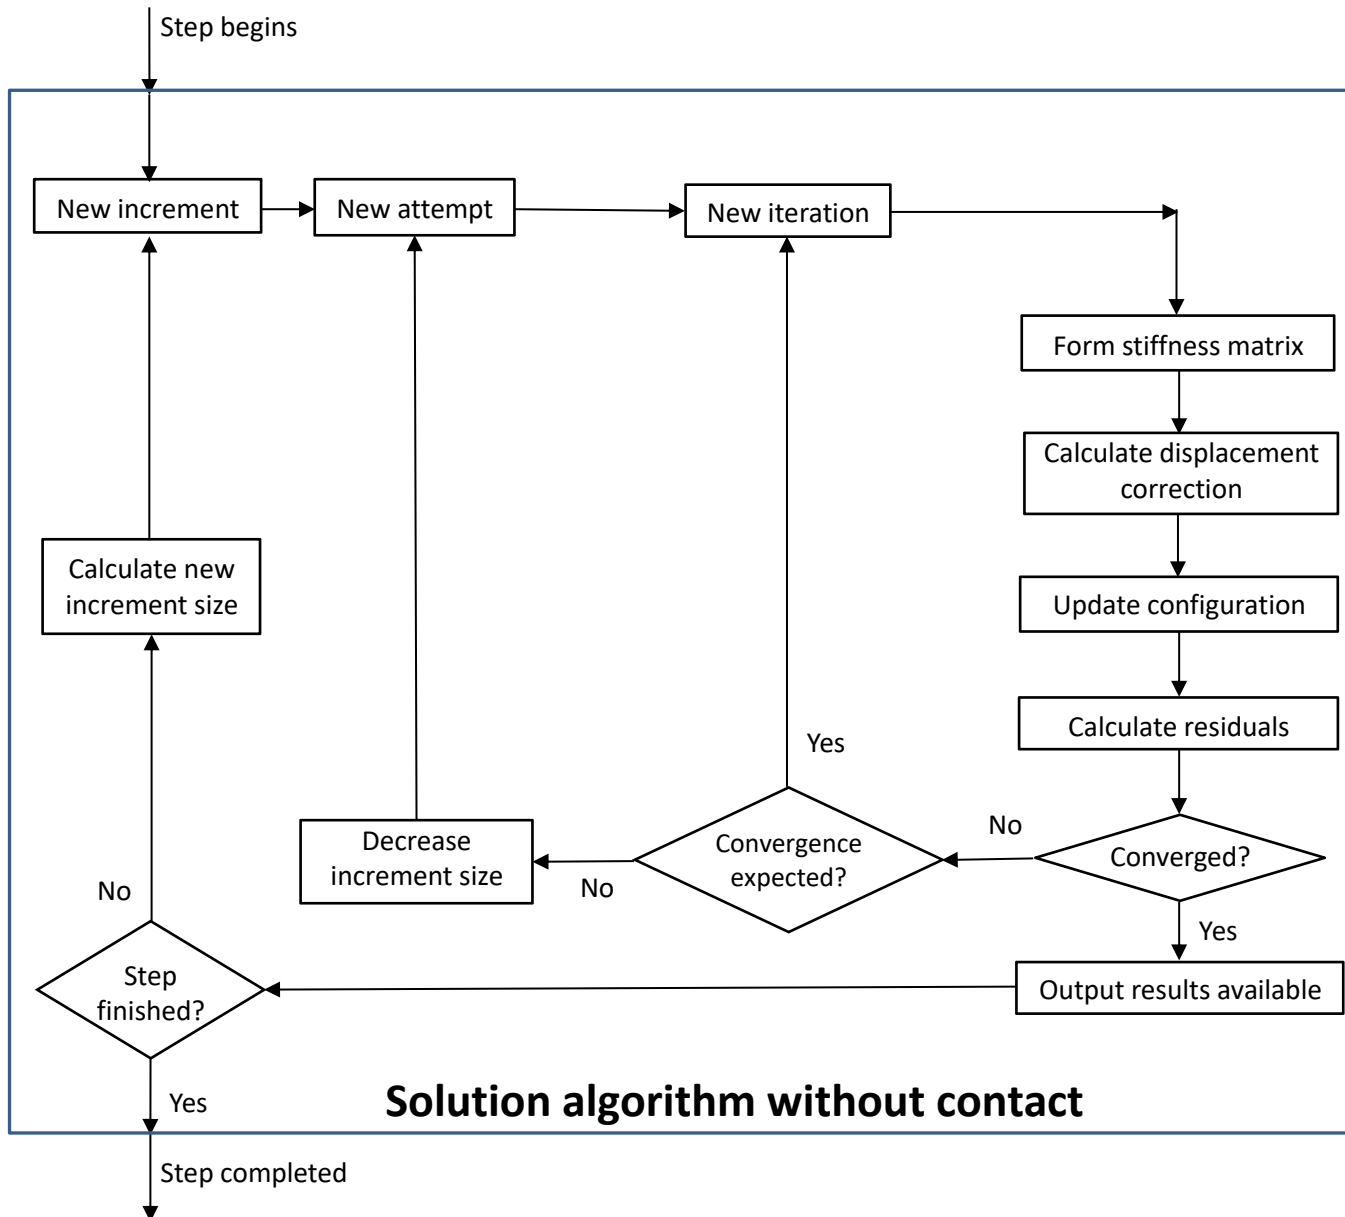 Step begins
New increment
New attempt
New iteration
Form stiffness matrix
Calculate displacement
correction
Calculate new
increment size
Update configuration
Calculate residuals
Yes
No
Converged?
Convergence
expected?
No
Decrease
increment size
No
Yes
Step
finished?
Output results available
Yes
Solution algorithm without contact
Step completed